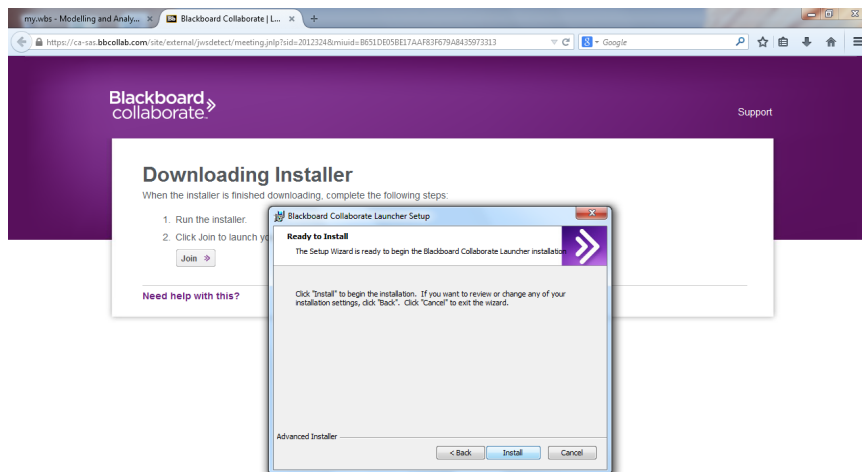 my.wbs - Modelling and Analy...
Blackboard Collaborate | L...
https://ca-sas.bbcollab.com/site/external/jwsdetect/meeting.jnlp?sid=2012324&miuid=B651DE05BE17AAF83F679A8435973313
Google
Blackboard
collaborate.
Support
Downloading Installer
When the installer is finished downloading, complete the following steps:
1. Run the installer.
2. Click Join to launch yo
Join
Need help with this?
Blackboard Collaborate Launcher Setup
Ready to Install
The Setup Wizard is ready to begin the Blackboard Collaborate Launcher installation
Click "Install" to begin the installation. If you want to review or change any of your
installation settings, click "Back". Click "Cancel" to exit the wizard.
Advanced Installer
< Back
Install
Cancel